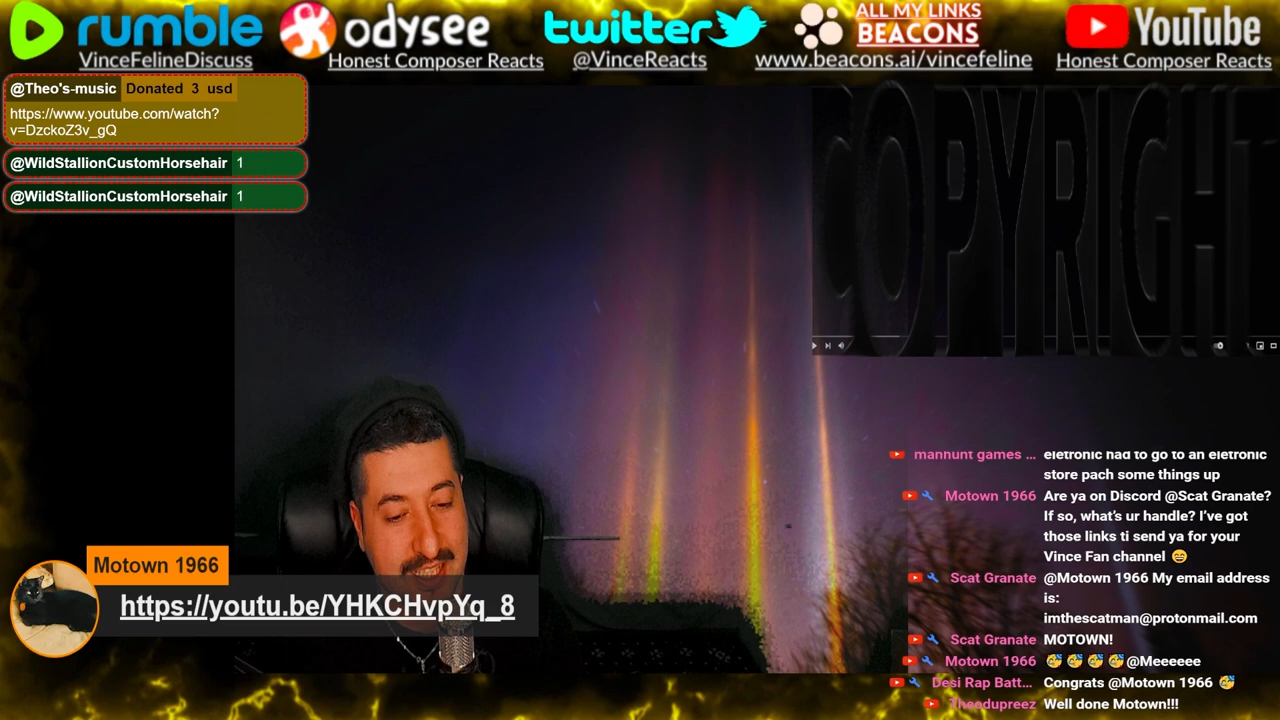 rumble
VinceFelineDiscuss
odysee
Honest Composer Reacts
twitter
@VinceReacts
ALL MY LINKS
BEACONS
www.beacons.ai/vincefeline
YouTube
Honest Composer Reacts
@Theo's-music Donated 3 usd
https://www.youtube.com/watch?
v=DzckoZ3v_gQ
@WildStallionCustomHorsehair 1
@WildStallionCustomHorsehair 1
COPYRIGHT
manhunt games ... eletronic had to go to an eletronic
store pach some things up
Motown 1966 Are ya on Discord @Scat Granate?
If so, what's ur handle? I've got
those links ti send ya for your
Vince Fan channel 😄
Scat Granate @Motown 1966 My email address
is:
imthescatman@protonmail.com
Scat Granate MOTOWN!
Motown 1966 🥳🥳🥳🥳@Meeeeee
Desi Rap Batt... Congrats @Motown 1966 🥳
Theodupreez Well done Motown!!!
Motown 1966
https://youtu.be/YHKCHvpYq_8